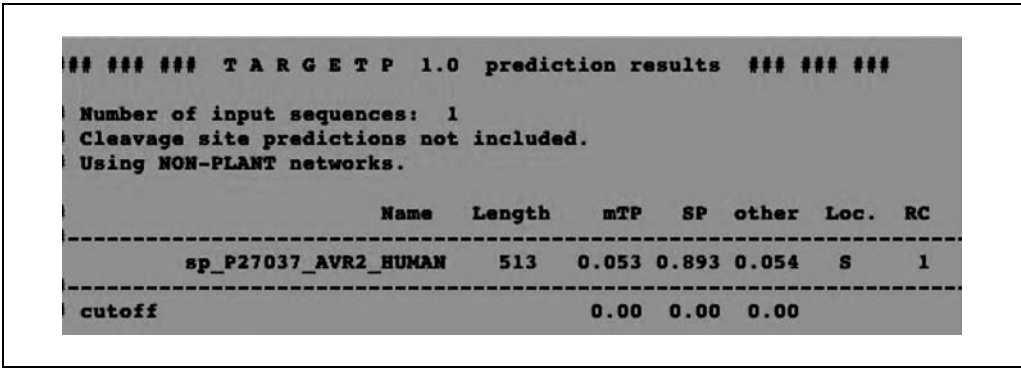 ## ### ### T A R G E T P 1.0 prediction results ### ### ###
Number of input sequences: 1
Cleavage site predictions not included.
Using NON-PLANT networks.
Name Length mTP SP other Loc. RC
----------------------------------------------------------------------
sp_P27037_AVR2_HUMAN 513 0.053 0.893 0.054 S 1
----------------------------------------------------------------------
cutoff 0.00 0.00 0.00